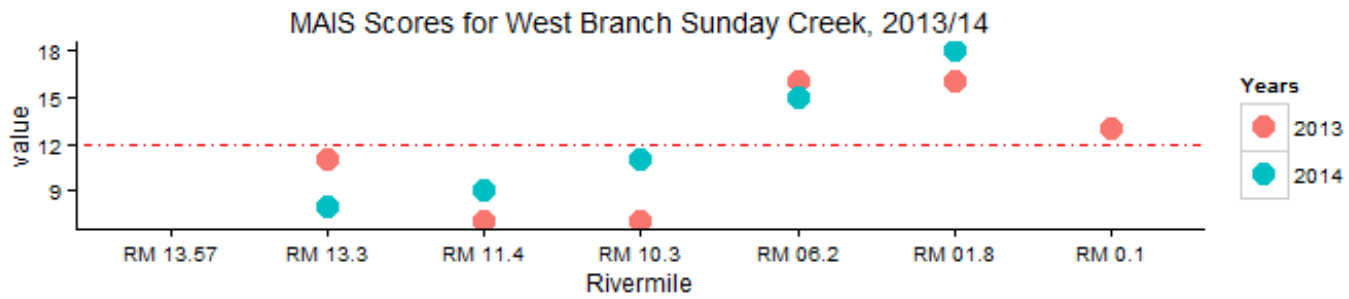 MAIS Scores for West Branch Sunday Creek, 2013/14
value
18
15
12
9
RM 13.57 RM 13.3 RM 11.4 RM 10.3 RM 06.2 RM 01.8 RM 0.1
Rivermile
Years
2013
2014